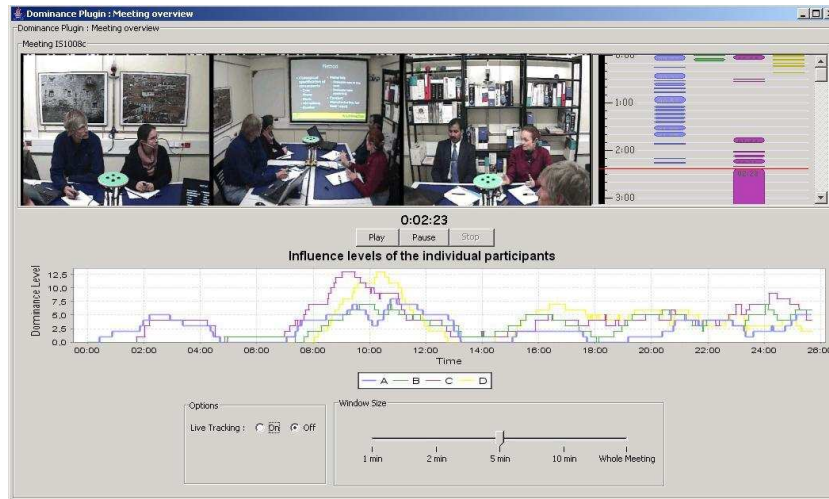 Dominance Plugin : Meeting overview
Dominance Plugin : Meeting overview
Meeting IS1008c
Method
0:00
1:00
2:00
02:23
3:00
0:02:23
Play Pause Stop
Influence levels of the individual participants
Dominance Level
12,5
10,0
7,5
5,0
2,5
0,0
00:00 02:00 04:00 06:00 08:00 10:00 12:00 14:00 16:00 18:00 20:00 22:00 24:00 26:00
Time
A B C D
Options
Live Tracking : On Off
Window Size
1 min 2 min 5 min 10 min Whole Meeting